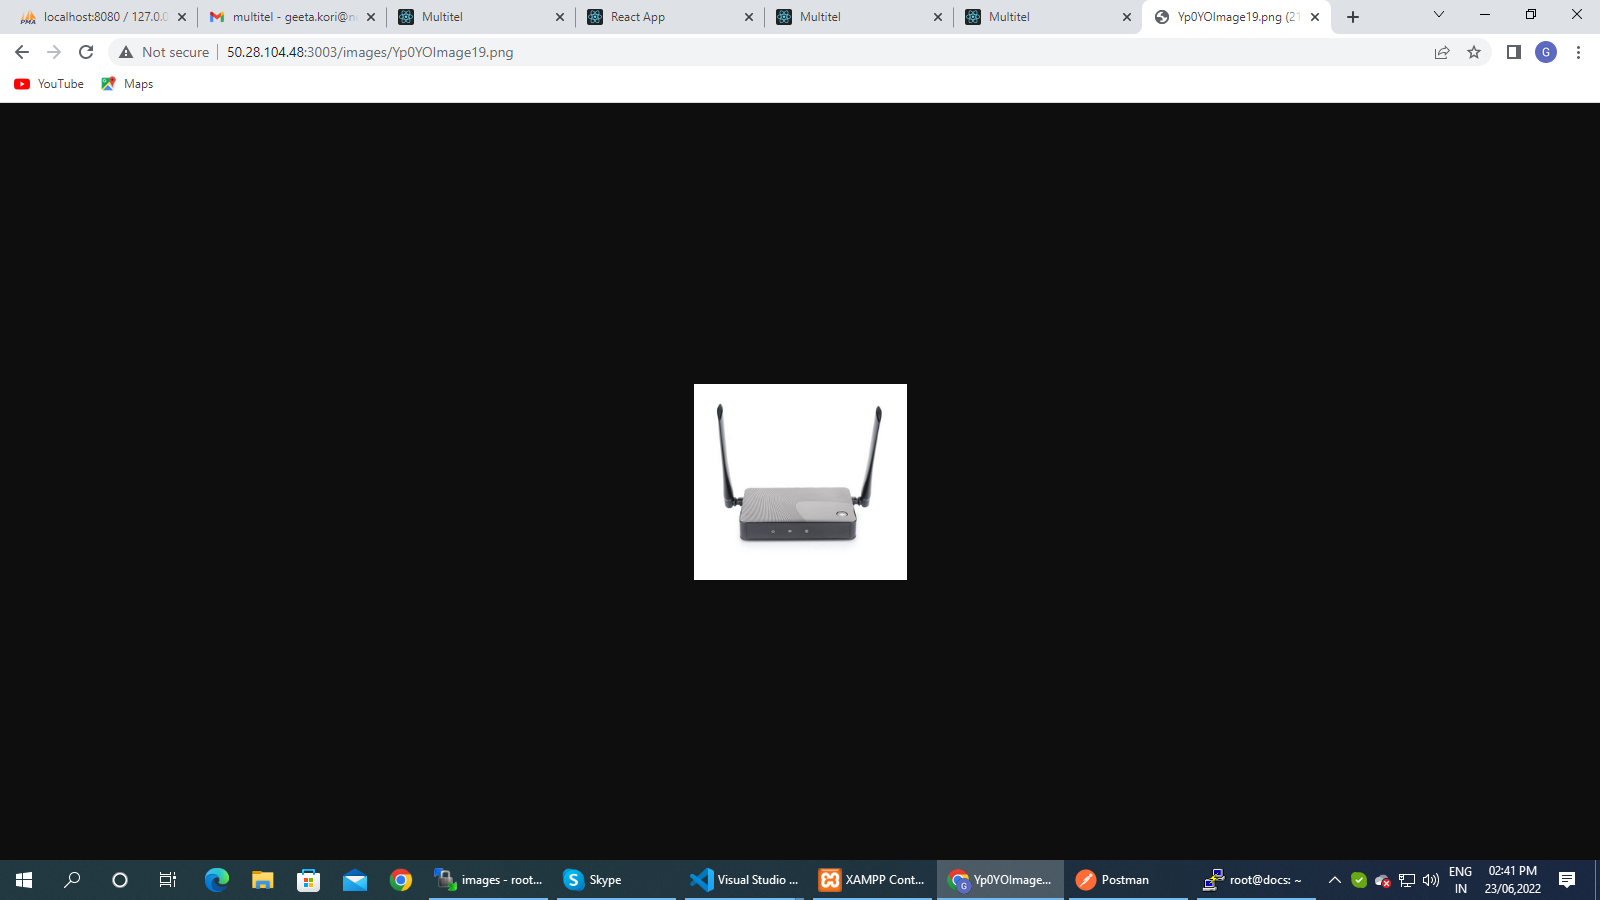 localhost:8080 / 127.0.0
multitel - geeta.kori@n
Multitel
React App
Multitel
Multitel
Yp0YOImage19.png (21
Not secure
50.28.104.48:3003/images/Yp0YOImage19.png
G
YouTube
Maps
images - root...
Skype
Visual Studio ...
XAMPP Cont...
Yp0YOImage...
Postman
root@docs: ~
ENG
IN
02:41 PM
23/06,2022